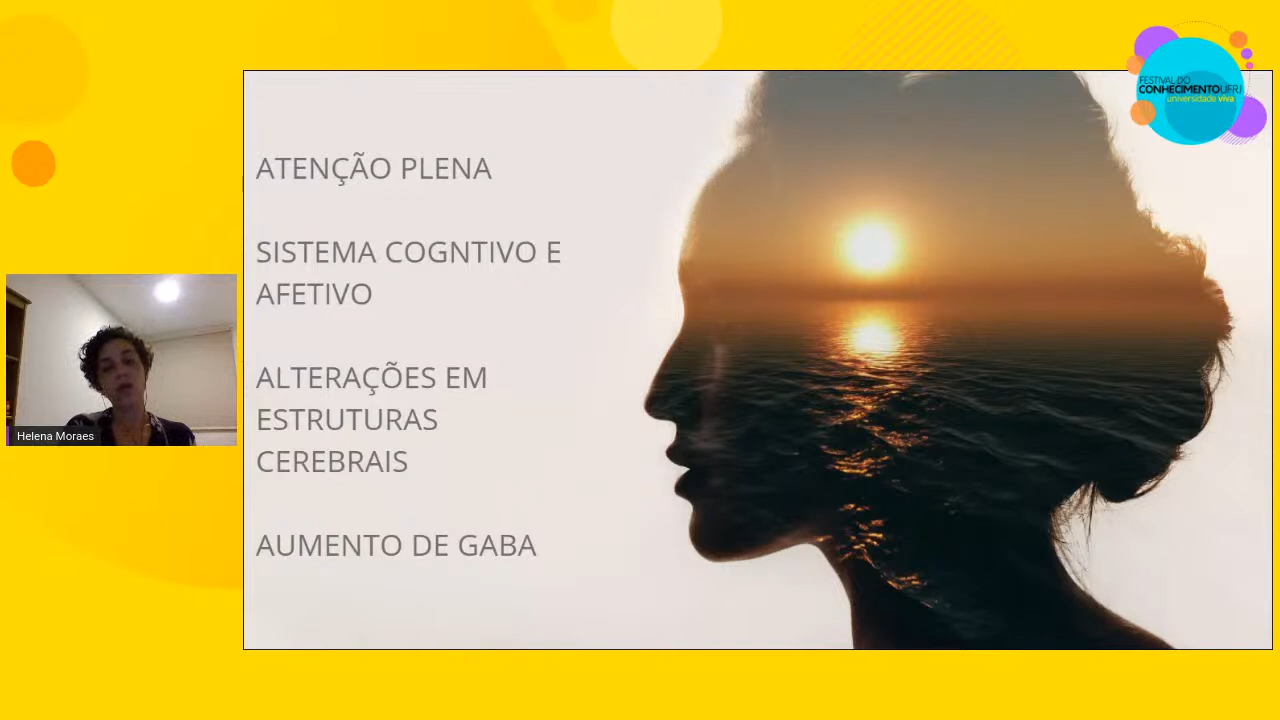 FESTIVAL DO
CONHECIMENTO UFRJ
universidade viva
ATENÇÃO PLENA
SISTEMA COGNTIVO E
AFETIVO
ALTERAÇÕES EM
ESTRUTURAS
CEREBRAIS
AUMENTO DE GABA
Helena Moraes